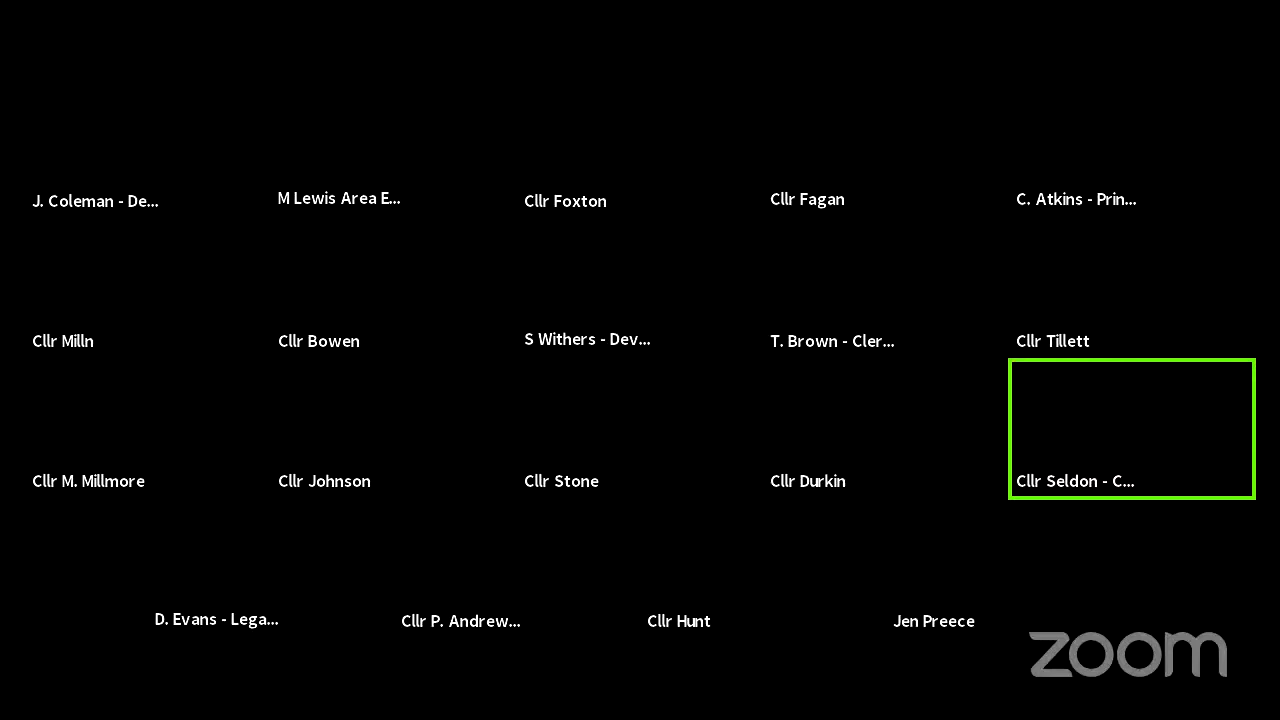 J. Coleman - De...
M Lewis Area E...
Cllr Foxton
Cllr Fagan
C. Atkins - Prin...
Cllr Milln
Cllr Bowen
S Withers - Dev...
T. Brown - Cler...
Cllr Tillett
Cllr M. Millmore
Cllr Johnson
Cllr Stone
Cllr Durkin
Cllr Seldon - C...
D. Evans - Lega...
Cllr P. Andrew...
Cllr Hunt
Jen Preece
zoom